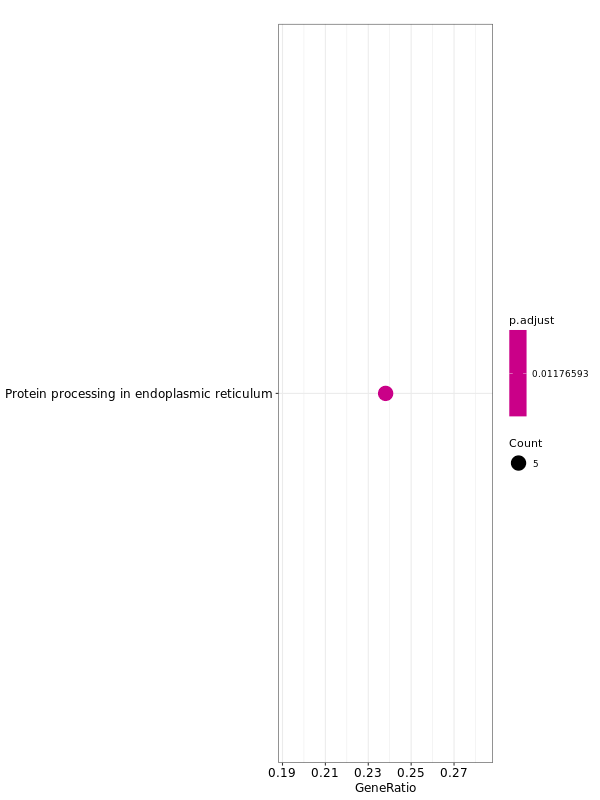 Protein processing in endoplasmic reticulum
0.19 0.21 0.23 0.25 0.27
GeneRatio
p.adjust
0.01176593
Count
5